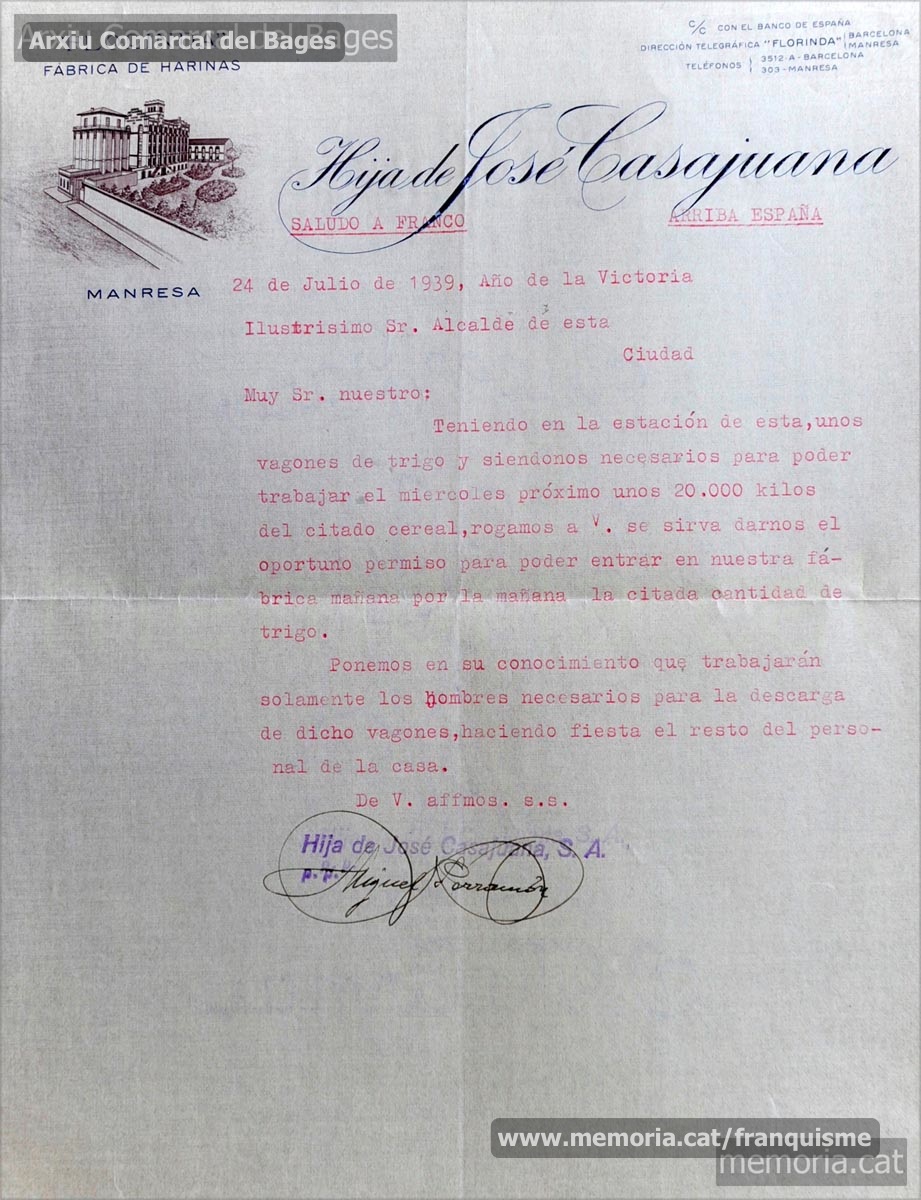 Arxiu Comarcal del Bages
FÁBRICA DE HARINAS
C/C CON EL BANCO DE ESPAÑA
DIRECCIÓN TELEGRÁFICA "FLORINDA" BARCELONA
MANRESA
TELÉFONOS 3512-A-BARCELONA
303-MANRESA
Hija de José Casajuana
SALUDO A FRANCO ARRIBA ESPAÑA
MANRESA
24 de Julio de 1939, Año de la Victoria
Ilustrisimo Sr. Alcalde de esta
Ciudad
Muy Sr. nuestro:
Teniendo en la estación de esta,unos
vagones de trigo y siendonos necesarios para poder
trabajar el miercoles próximo unos 20.000 kilos
del citado cereal,rogamos a V. se sirva darnos el
oportuno permiso para poder entrar en nuestra fá-
brica mañana por la mañana la citada cantidad de
trigo.
Ponemos en su conocimiento que trabajarán
solamente los hombres necesarios para la descarga
de dicho vagones,haciendo fiesta el resto del perso-
nal de la casa.
De V. affmos. s.s.
Hija de José Casajuana, S. A.
p. p.
Miguel Serramón
www.memoria.cat/franquisme
memoria.cat